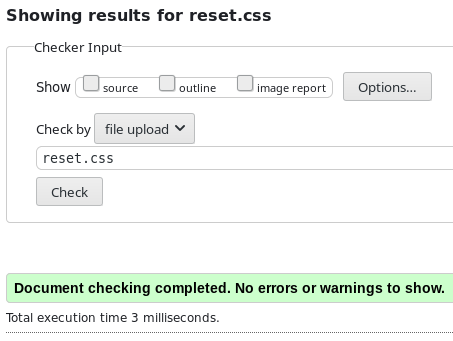 Showing results for reset.css
Checker Input
Show source outline image report Options...
Check by file upload
reset.css
Check
Document checking completed. No errors or warnings to show.
Total execution time 3 milliseconds.